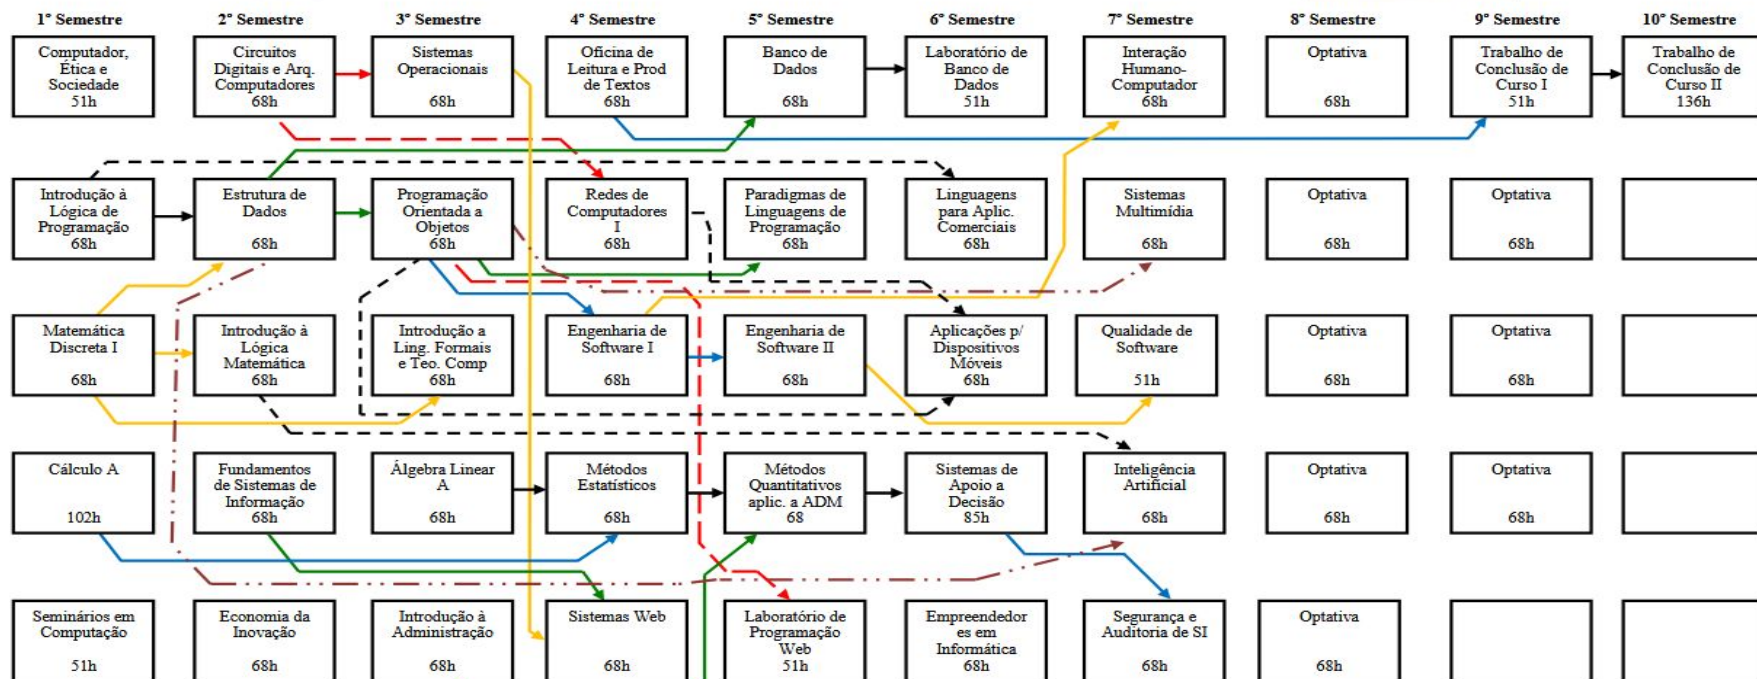 1º Semestre
2º Semestre
3º Semestre
4º Semestre
5º Semestre
6º Semestre
7º Semestre
8º Semestre
9º Semestre
10º Semestre
Computador,
Ética e
Sociedade
51h
Circuitos
Digitais e Arq.
Computadores
68h
Sistemas
Operacionais
68h
Oficina de
Leitura e Prod
de Textos
68h
Banco de
Dados
68h
Laboratório de
Banco de
Dados
51h
Interação
Humano-
Computador
68h
Optativa
68h
Trabalho de
Conclusão de
Curso I
51h
Trabalho de
Conclusão de
Curso II
136h
Introdução à
Lógica de
Programação
68h
Estrutura de
Dados
68h
Programação
Orientada a
Objetos
68h
Redes de
Computadores
I
68h
Paradigmas de
Linguagens de
Programação
68h
Linguagens
para Aplic.
Comerciais
68h
Sistemas
Multimídia
68h
Optativa
68h
Optativa
68h
Matemática
Discreta I
68h
Introdução à
Lógica
Matemática
68h
Introdução a
Ling. Formais
e Teo. Comp
68h
Engenharia de
Software I
68h
Engenharia de
Software II
68h
Aplicações p/
Dispositivos
Móveis
68h
Qualidade de
Software
51h
Optativa
68h
Optativa
68h
Cálculo A
102h
Fundamentos
de Sistemas de
Informação
68h
Álgebra Linear
A
68h
Métodos
Estatísticos
68h
Métodos
Quantitativos
aplic. a ADM
68
Sistemas de
Apoio a
Decisão
85h
Inteligência
Artificial
68h
Optativa
68h
Optativa
68h
Seminários em
Computação
51h
Economia da
Inovação
68h
Introdução à
Administração
68h
Sistemas Web
68h
Laboratório de
Programação
Web
51h
Empreendedor
es em
Informática
68h
Segurança e
Auditoria de SI
68h
Optativa
68h